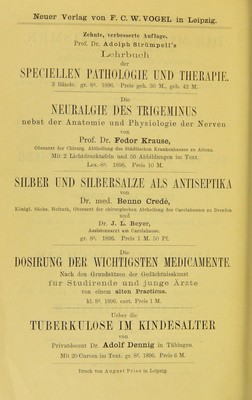 Neuer Verlag von F. C. W. VOGEL in Leipzig.
Zehnte, verbesserte Auflage.
Prof. Dr. Adolph Strümpell's
Lehrbuch
der
SPECIELLEN PATHOLOGIE UND THERAPIE.
3 Bände. gr. 8°. 1896. Preis geh. 36 M., geb. 42 M.
Die
NEURALGIE DES TRIGEMINUS
nebst der Anatomie und Physiologie der Nerven
von
Prof. Dr. Fedor Krause,
Oberarzt der Chirurg. Abtheilung des Städtischen Krankenhauses zu Altona.
Mit 2 Lichtdrucktafeln und 50 Abbildungen im Text.
Lex.-8°. 1896. Preis 10 M.
SILBER UND SILBERSALZE ALS ANTISEPTIKA
von
Dr. med. Benno Credé,
Königl. Sächs. Hofrath, Oberarzt der chirurgischen Abtheilung des Carolahauses zu Dresden
und
Dr. J. L. Beyer,
Assistenzarzt am Carolahause.
gr. 8°. 1896. Preis 1 M. 50 Pf.
Die
DOSIRUNG DER WICHTIGSTEN MEDICAMENTE
Nach den Grundsätzen der Gedächtnisskunst
für Studirende und junge Ärzte
von einem alten Practicus.
kl. 8°. 1896. cart. Preis 1 M.
Ueber die
TUBERKULOSE IM KINDESALTER
von
Privatdocent Dr. Adolf Dennig in Tübingen.
Mit 20 Curven im Text. gr. 8°. 1896. Preis 6 M.
Druck von August Pries in Leipzig.